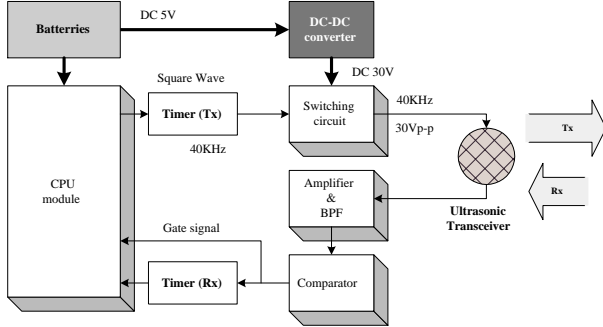 Batterries
DC 5V
DC-DC
converter
DC 30V
Square Wave
Timer (Tx)
40KHz
Switching
circuit
40KHz
30Vp-p
Tx
Rx
CPU
module
Amplifier
&
BPF
Ultrasonic
Transceiver
Gate signal
Timer (Rx)
Comparator